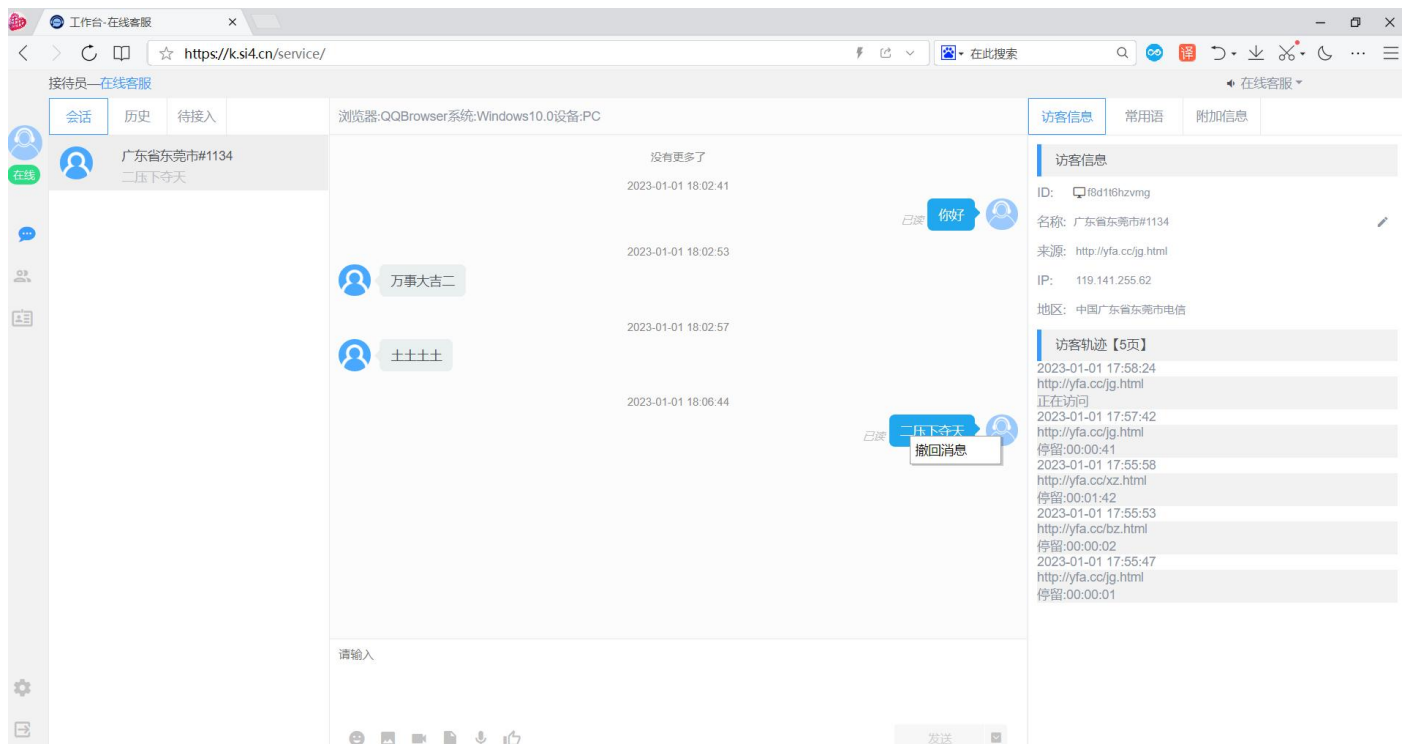 工作台-在线客服
https://k.si4.cn/service/
在此搜索
译
接待员—在线客服
在线客服
在线
会话 历史 待接入
广东省东莞市#1134
二压下夺天
浏览器:QQBrowser系统:Windows10.0设备:PC
没有更多了
2023-01-01 18:02:41
已读 你好
2023-01-01 18:02:53
万事大吉二
2023-01-01 18:02:57
土土土土
2023-01-01 18:06:44
已读 二压下夺天
撤回消息
请输入
发送
访客信息 常用语 附加信息
访客信息
ID: f8d1t6hzvmg
名称: 广东省东莞市#1134
来源: http://yfa.cc/jg.html
IP: 119.141.255.62
地区: 中国广东省东莞市电信
访客轨迹【5页】
2023-01-01 17:58:24
http://yfa.cc/jg.html
正在访问
2023-01-01 17:57:42
http://yfa.cc/jg.html
停留:00:00:41
2023-01-01 17:55:58
http://yfa.cc/xz.html
停留:00:01:42
2023-01-01 17:55:53
http://yfa.cc/bz.html
停留:00:00:02
2023-01-01 17:55:47
http://yfa.cc/jg.html
停留:00:00:01